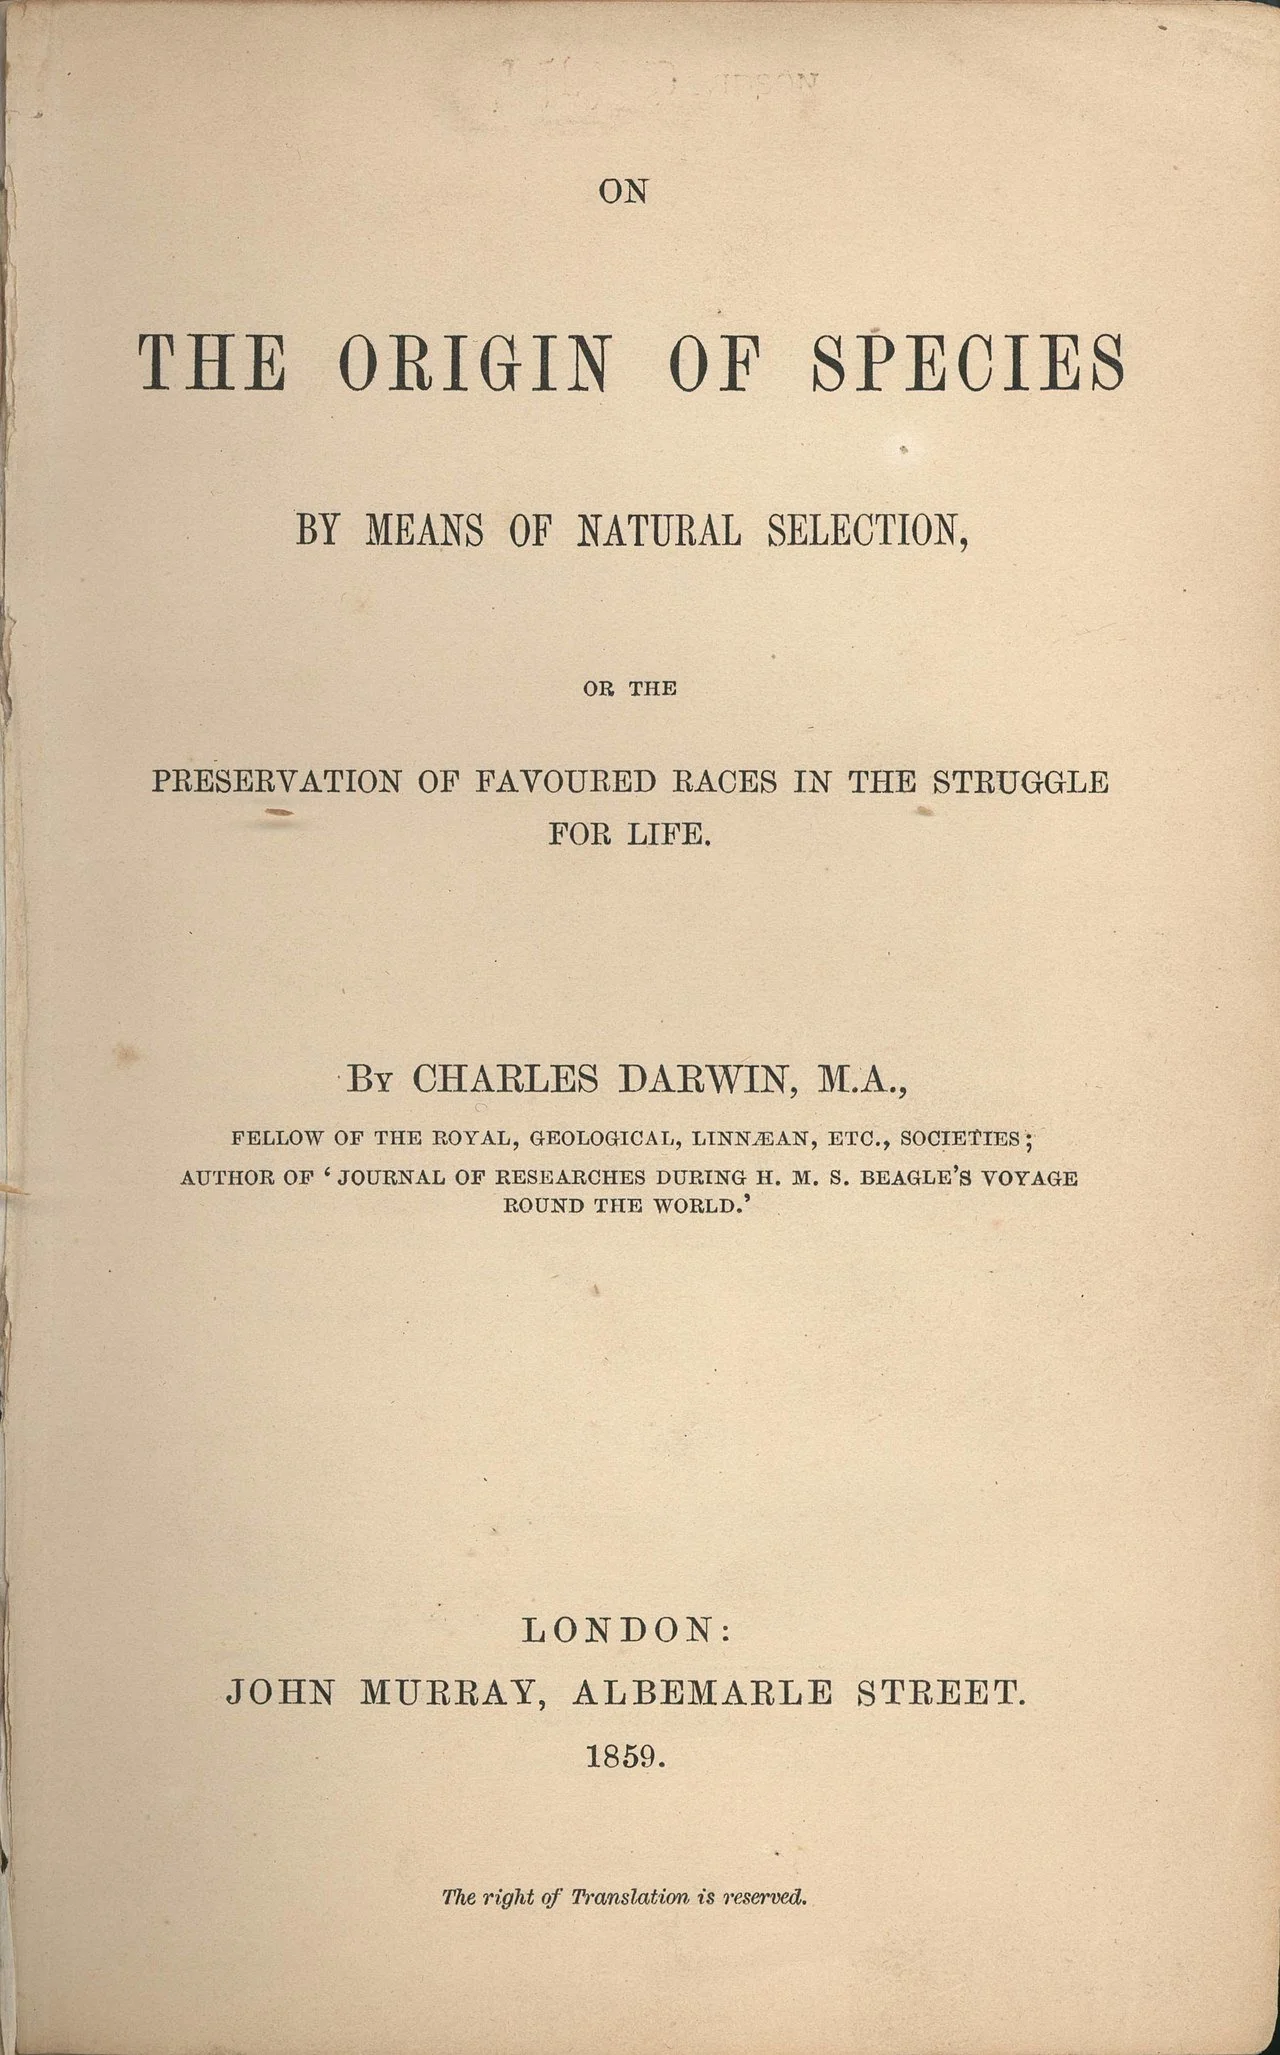 ON
THE ORIGIN OF SPECIES
BY MEANS OF NATURAL SELECTION,
OR THE
PRESERVATION OF FAVOURED RACES IN THE STRUGGLE
FOR LIFE.
BY CHARLES DARWIN, M.A.,
FELLOW OF THE ROYAL, GEOLOGICAL, LINNÆAN, ETC., SOCIETIES;
AUTHOR OF ‘JOURNAL OF RESEARCHES DURING H. M. S. BEAGLE’S VOYAGE
ROUND THE WORLD.’
LONDON:
JOHN MURRAY, ALBEMARLE STREET.
1859.
The right of Translation is reserved.